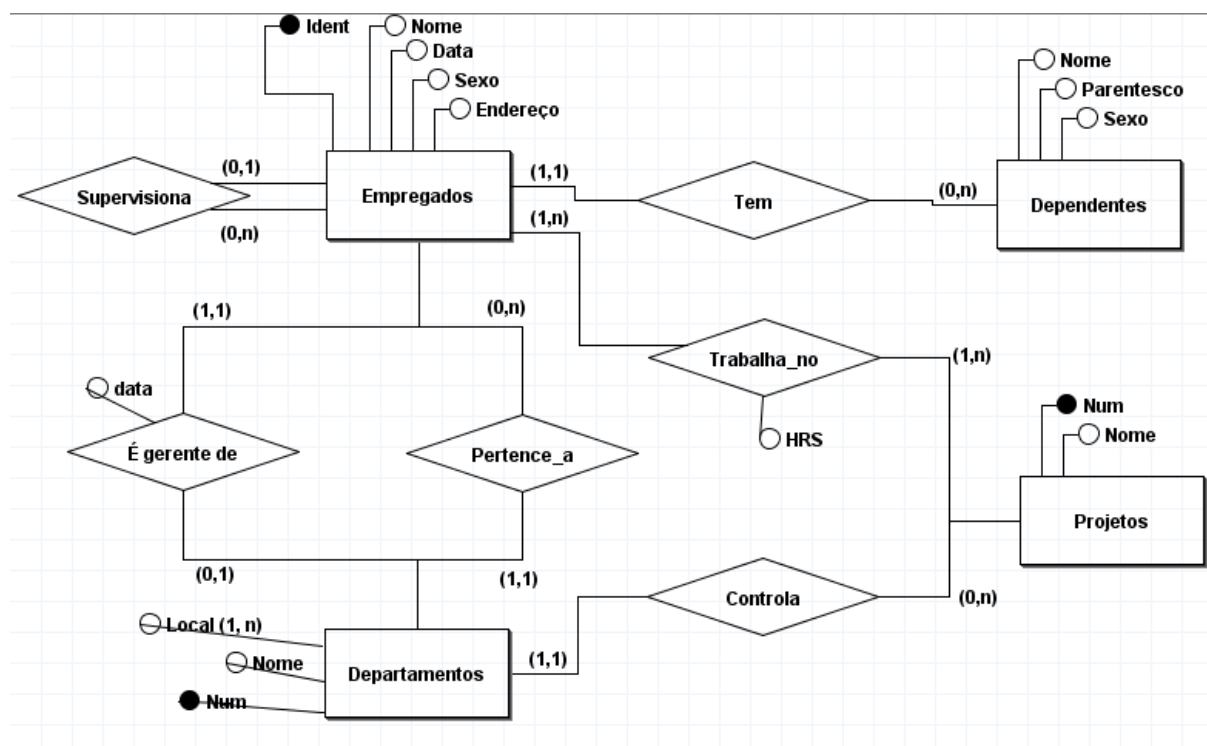 Ident
Nome
Data
Sexo
Endereço
Nome
Parentesco
Sexo
(0,1)
Supervisiona
(0,n)
Empregados
(1,1)
(1,n)
Tem
(0,n)
Dependentes
(1,1)
(0,n)
Trabalha_no
(1,n)
HRS
data
É gerente de
Pertence_a
Num
Nome
Projetos
(0,1)
(1,1)
Controla
(0,n)
(1,1)
Local (1, n)
Nome
Num
Departamentos